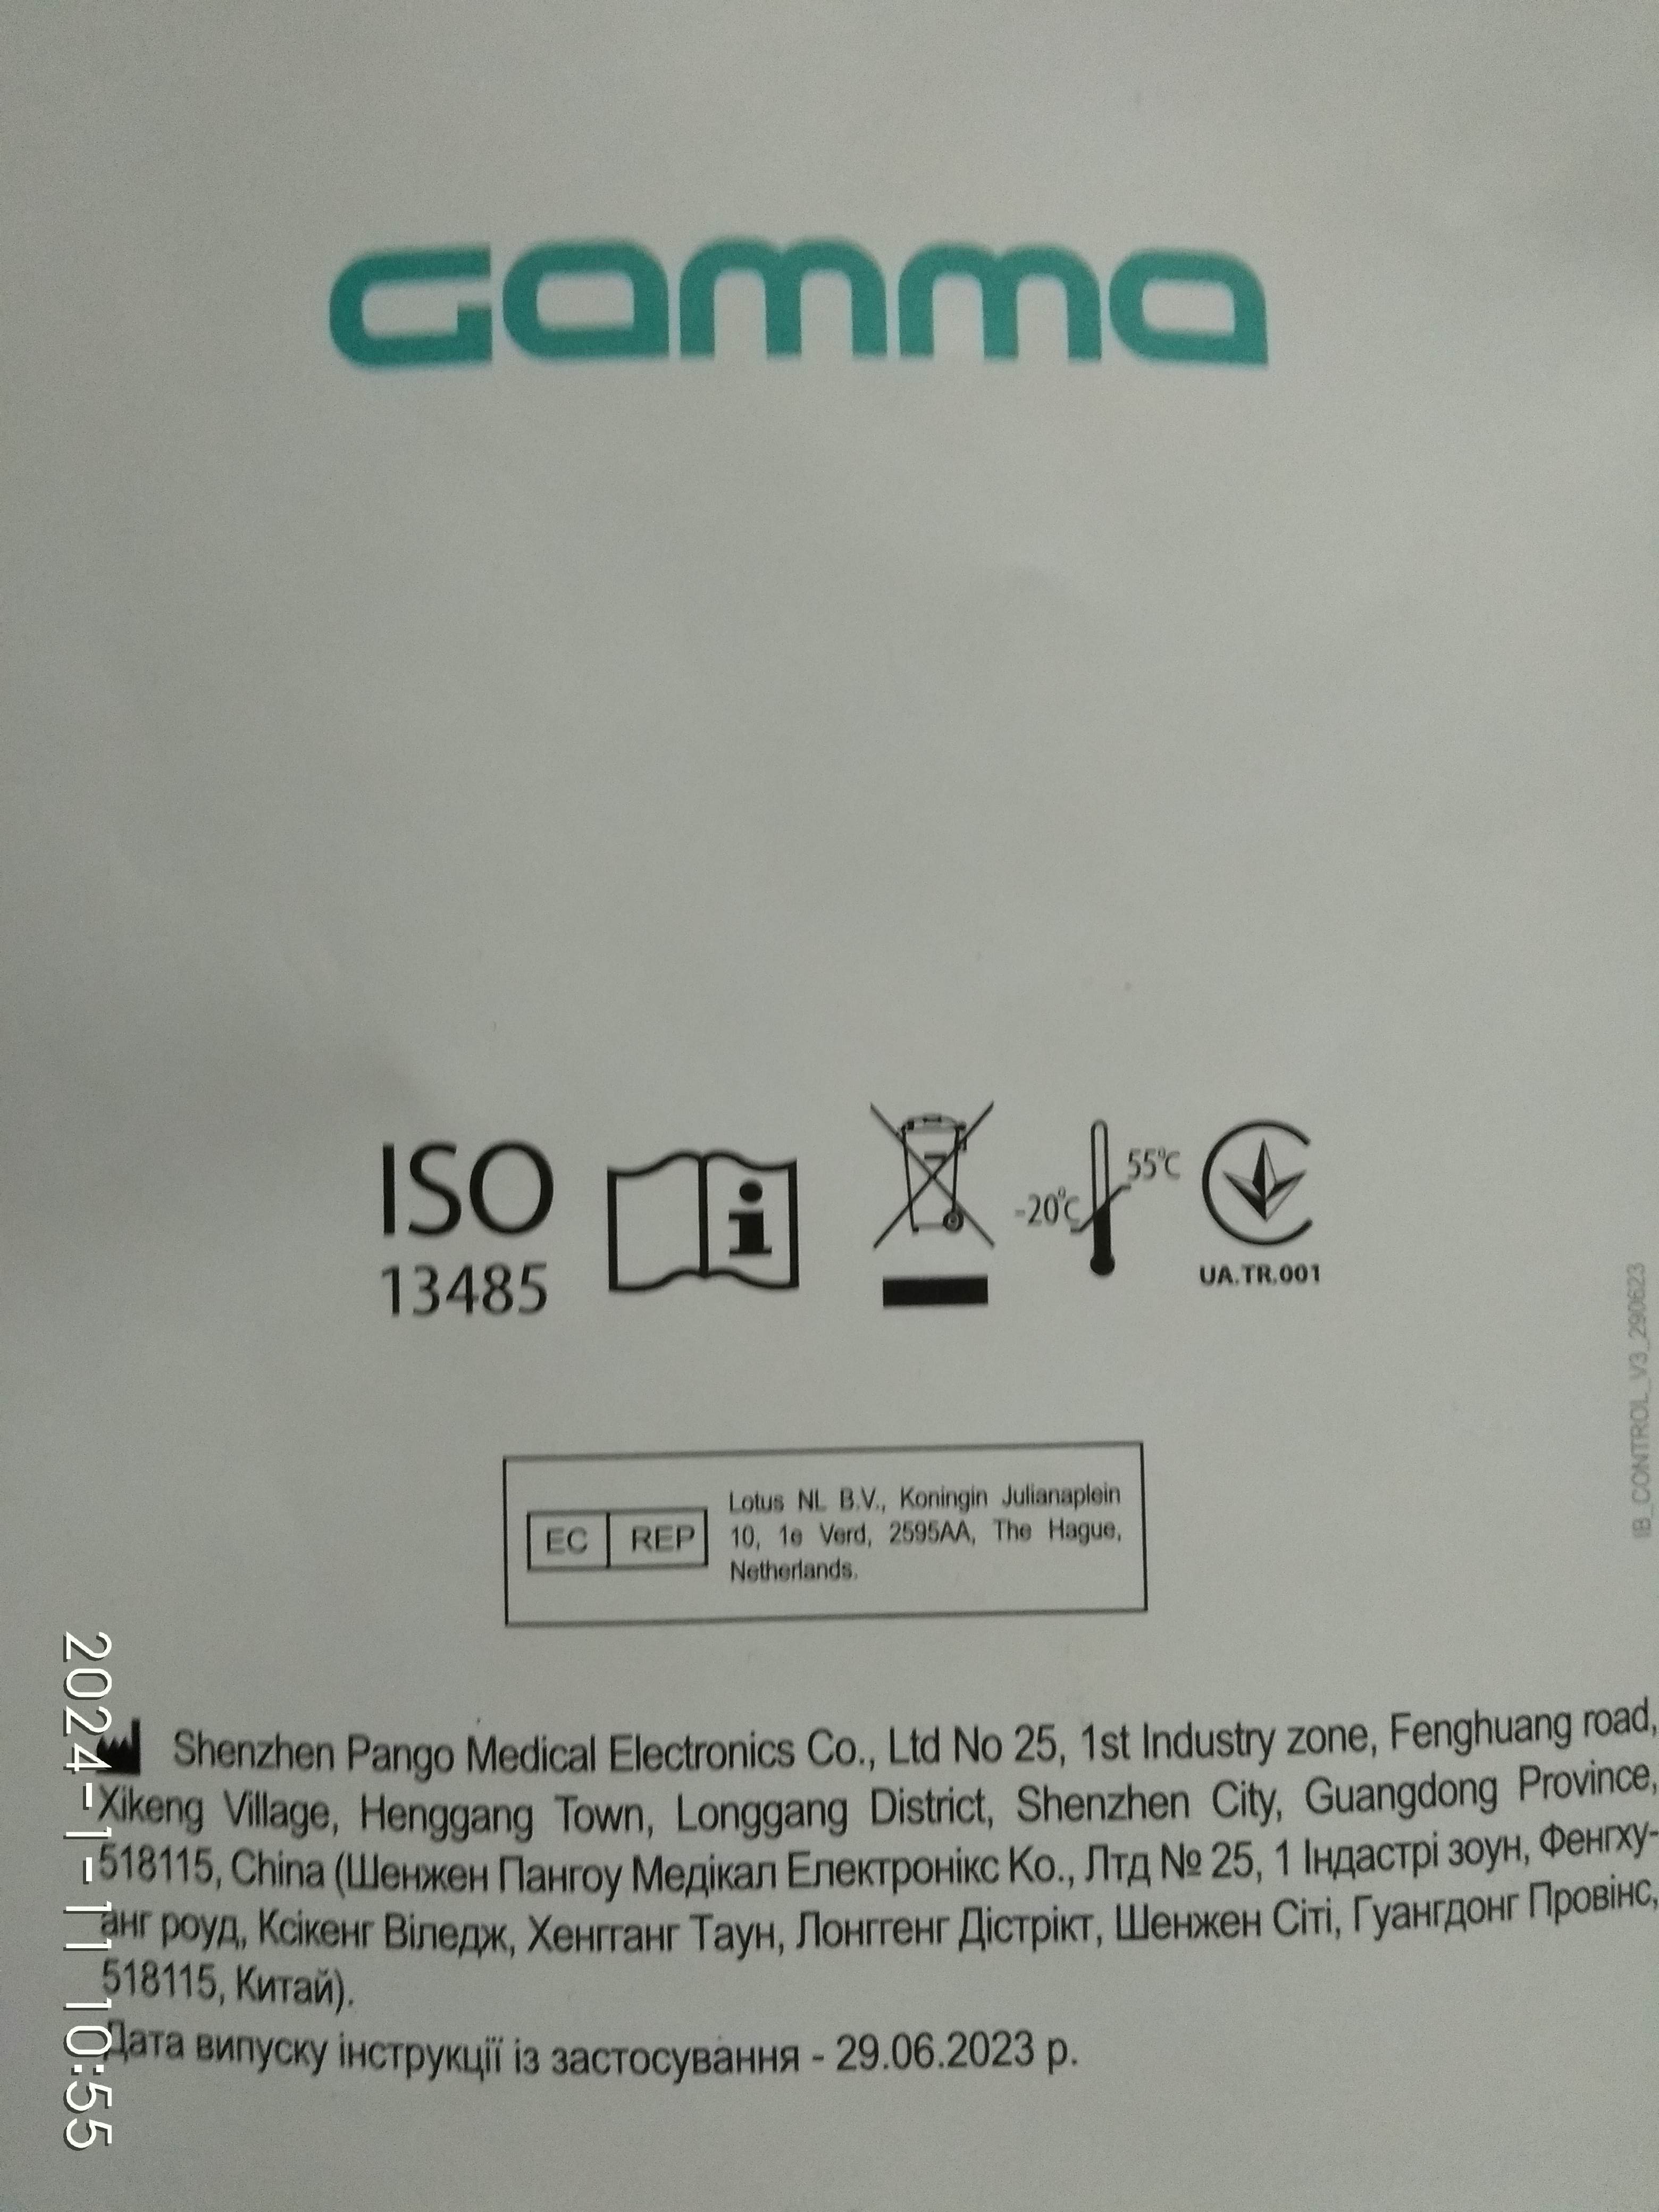 Gamma
ISO
13485
-20°C
55°C
UA.TR.001
IB_CONTROL_V3_290623
EC REP
Lotus NL B.V., Koningin Julianaplein
10, 1e Verd, 2595AA, The Hague,
Netherlands.
Shenzhen Pango Medical Electronics Co., Ltd No 25, 1st Industry zone, Fenghuang road,
Xikeng Village, Henggang Town, Longgang District, Shenzhen City, Guangdong Province,
518115, China (Шенжен Пангоу Медікал Електронікс Ко., Лтд № 25, 1 Індастрі зоун, Фенгху-
анг роуд, Ксікенг Віледж, Хенгганг Таун, Лонггенг Дістрікт, Шенжен Сіті, Гуангдонг Провінс,
518115, Китай).
Дата випуску інструкції із застосування - 29.06.2023 р.
2024-1-11 10:55